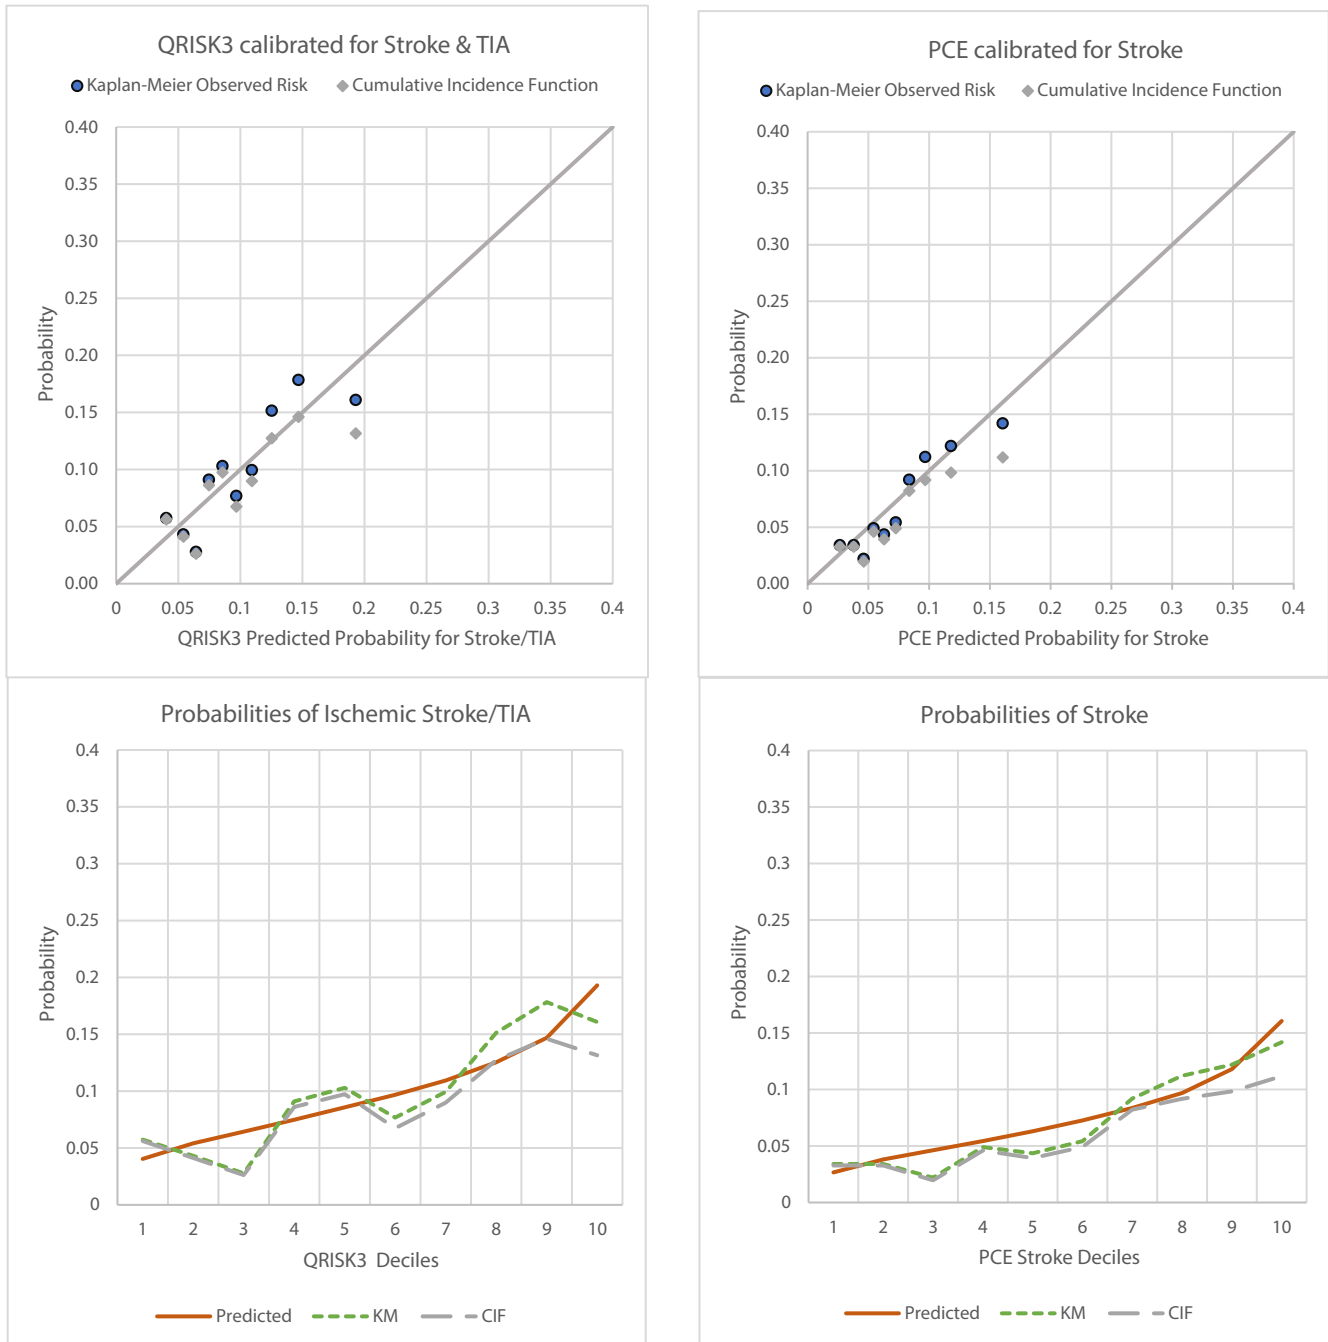 QRISK3 calibrated for Stroke & TIA
Kaplan-Meier Observed Risk Cumulative Incidence Function
0.40
0.35
0.30
0.25
0.20
0.15
0.10
0.05
0.00
Probability
0 0.05 0.1 0.15 0.2 0.25 0.3 0.35 0.4
QRISK3 Predicted Probability for Stroke/TIA
PCE calibrated for Stroke
Kaplan-Meier Observed Risk Cumulative Incidence Function
0.40
0.35
0.30
0.25
0.20
0.15
0.10
0.05
0.00
Probability
0 0.05 0.1 0.15 0.2 0.25 0.3 0.35 0.4
PCE Predicted Probability for Stroke
Probabilities of Ischemic Stroke/TIA
0.4
0.35
0.3
0.25
0.2
0.15
0.1
0.05
0
Probability
1 2 3 4 5 6 7 8 9 10
QRISK3 Deciles
Predicted KM CIF
Probabilities of Stroke
0.4
0.35
0.3
0.25
0.2
0.15
0.1
0.05
0
Probability
1 2 3 4 5 6 7 8 9 10
PCE Stroke Deciles
Predicted KM CIF